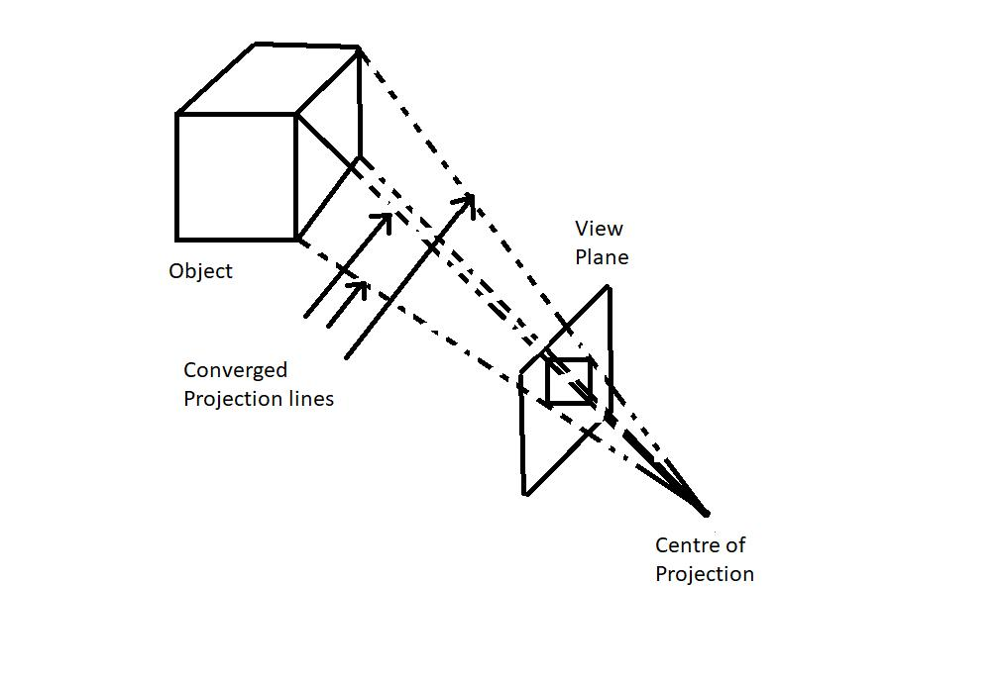 View
Plane
Object
Converged
Projection lines
Centre of
Projection